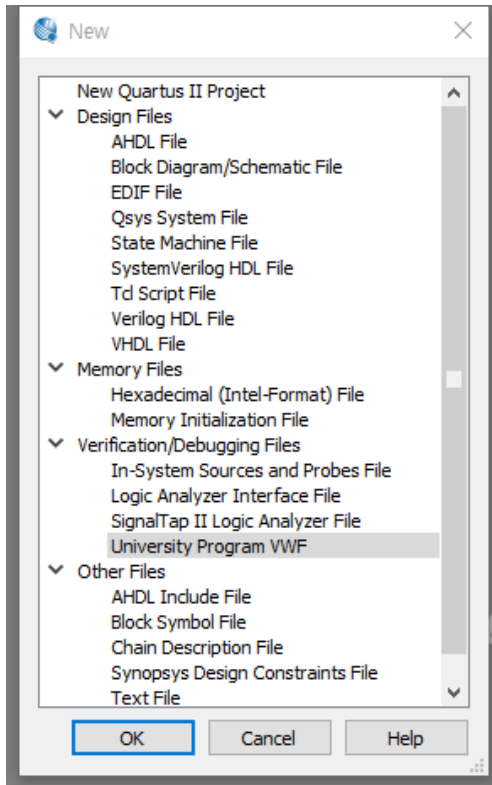 New
New Quartus II Project
Design Files
AHDL File
Block Diagram/Schematic File
EDIF File
Qsys System File
State Machine File
SystemVerilog HDL File
Tcl Script File
Verilog HDL File
VHDL File
Memory Files
Hexadecimal (Intel-Format) File
Memory Initialization File
Verification/Debugging Files
In-System Sources and Probes File
Logic Analyzer Interface File
SignalTap II Logic Analyzer File
University Program VWF
Other Files
AHDL Include File
Block Symbol File
Chain Description File
Synopsys Design Constraints File
Text File
OK Cancel Help